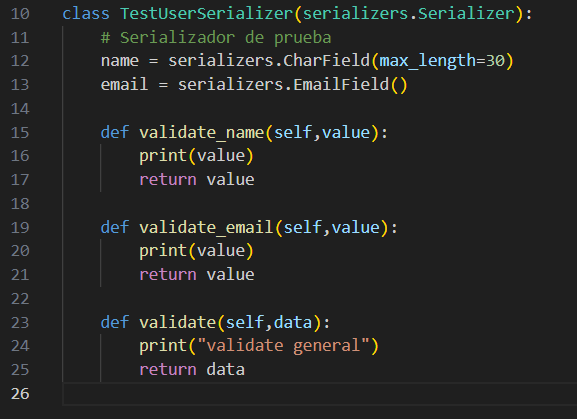 10 class TestUserSerializer(serializers.Serializer):
11     # Serializador de prueba
12     name = serializers.CharField(max_length=30)
13     email = serializers.EmailField()
14
15     def validate_name(self,value):
16         print(value)
17         return value
18
19     def validate_email(self,value):
20         print(value)
21         return value
22
23     def validate(self,data):
24         print("validate general")
25         return data
26